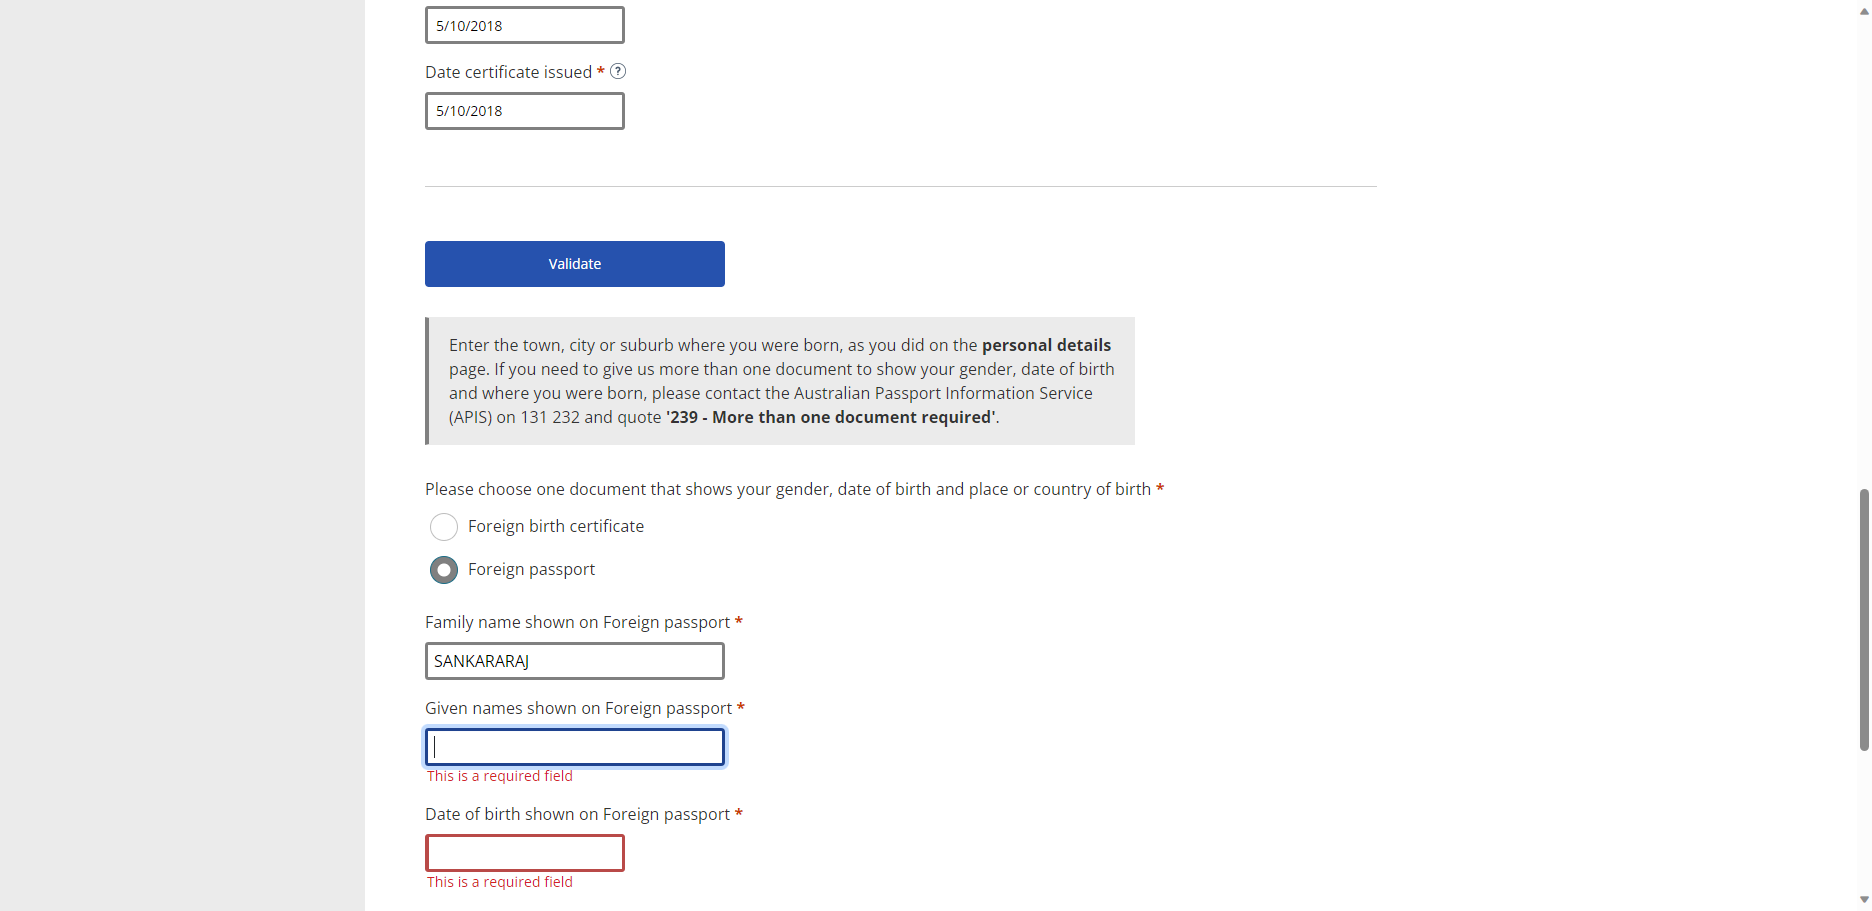 5/10/2018
Date certificate issued * ?
5/10/2018
Validate
Enter the town, city or suburb where you were born, as you did on the personal details
page. If you need to give us more than one document to show your gender, date of birth
and where you were born, please contact the Australian Passport Information Service
(APIS) on 131 232 and quote '239 - More than one document required'.
Please choose one document that shows your gender, date of birth and place or country of birth *
Foreign birth certificate
Foreign passport
Family name shown on Foreign passport *
SANKARARAJ
Given names shown on Foreign passport *
This is a required field
Date of birth shown on Foreign passport *
This is a required field